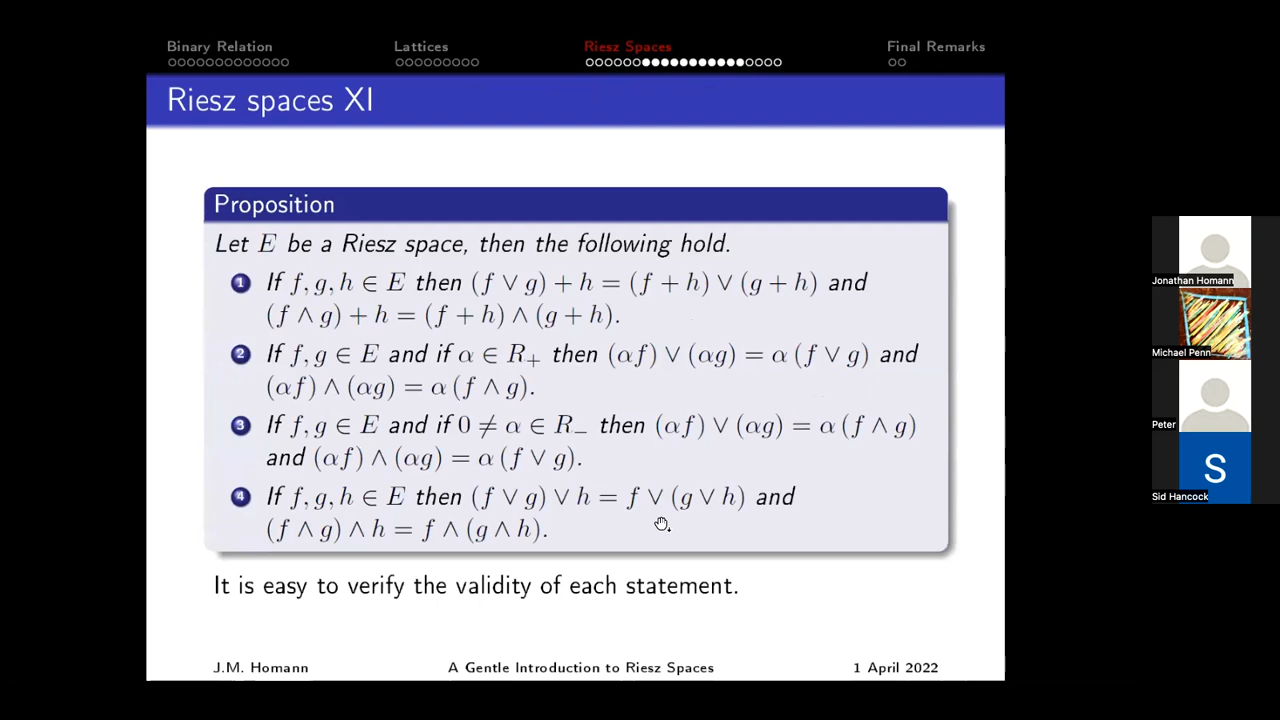 Binary Relation
Lattices
Riesz Spaces
Final Remarks
Riesz spaces XI
Proposition
Let E be a Riesz space, then the following hold.
1 If f, g, h ∈ E then (f ∨ g) + h = (f + h) ∨ (g + h) and
(f ∧ g) + h = (f + h) ∧ (g + h).
2 If f, g ∈ E and if α ∈ R₊ then (αf) ∨ (αg) = α (f ∨ g) and
(αf) ∧ (αg) = α (f ∧ g).
3 If f, g ∈ E and if 0 ≠ α ∈ R₋ then (αf) ∨ (αg) = α (f ∧ g)
and (αf) ∧ (αg) = α (f ∨ g).
4 If f, g, h ∈ E then (f ∨ g) ∨ h = f ∨ (g ∨ h) and
(f ∧ g) ∧ h = f ∧ (g ∧ h).
It is easy to verify the validity of each statement.
J.M. Homann
A Gentle Introduction to Riesz Spaces
1 April 2022
Jonathan Homann
Michael Penn
Peter
S
Sid Hancock